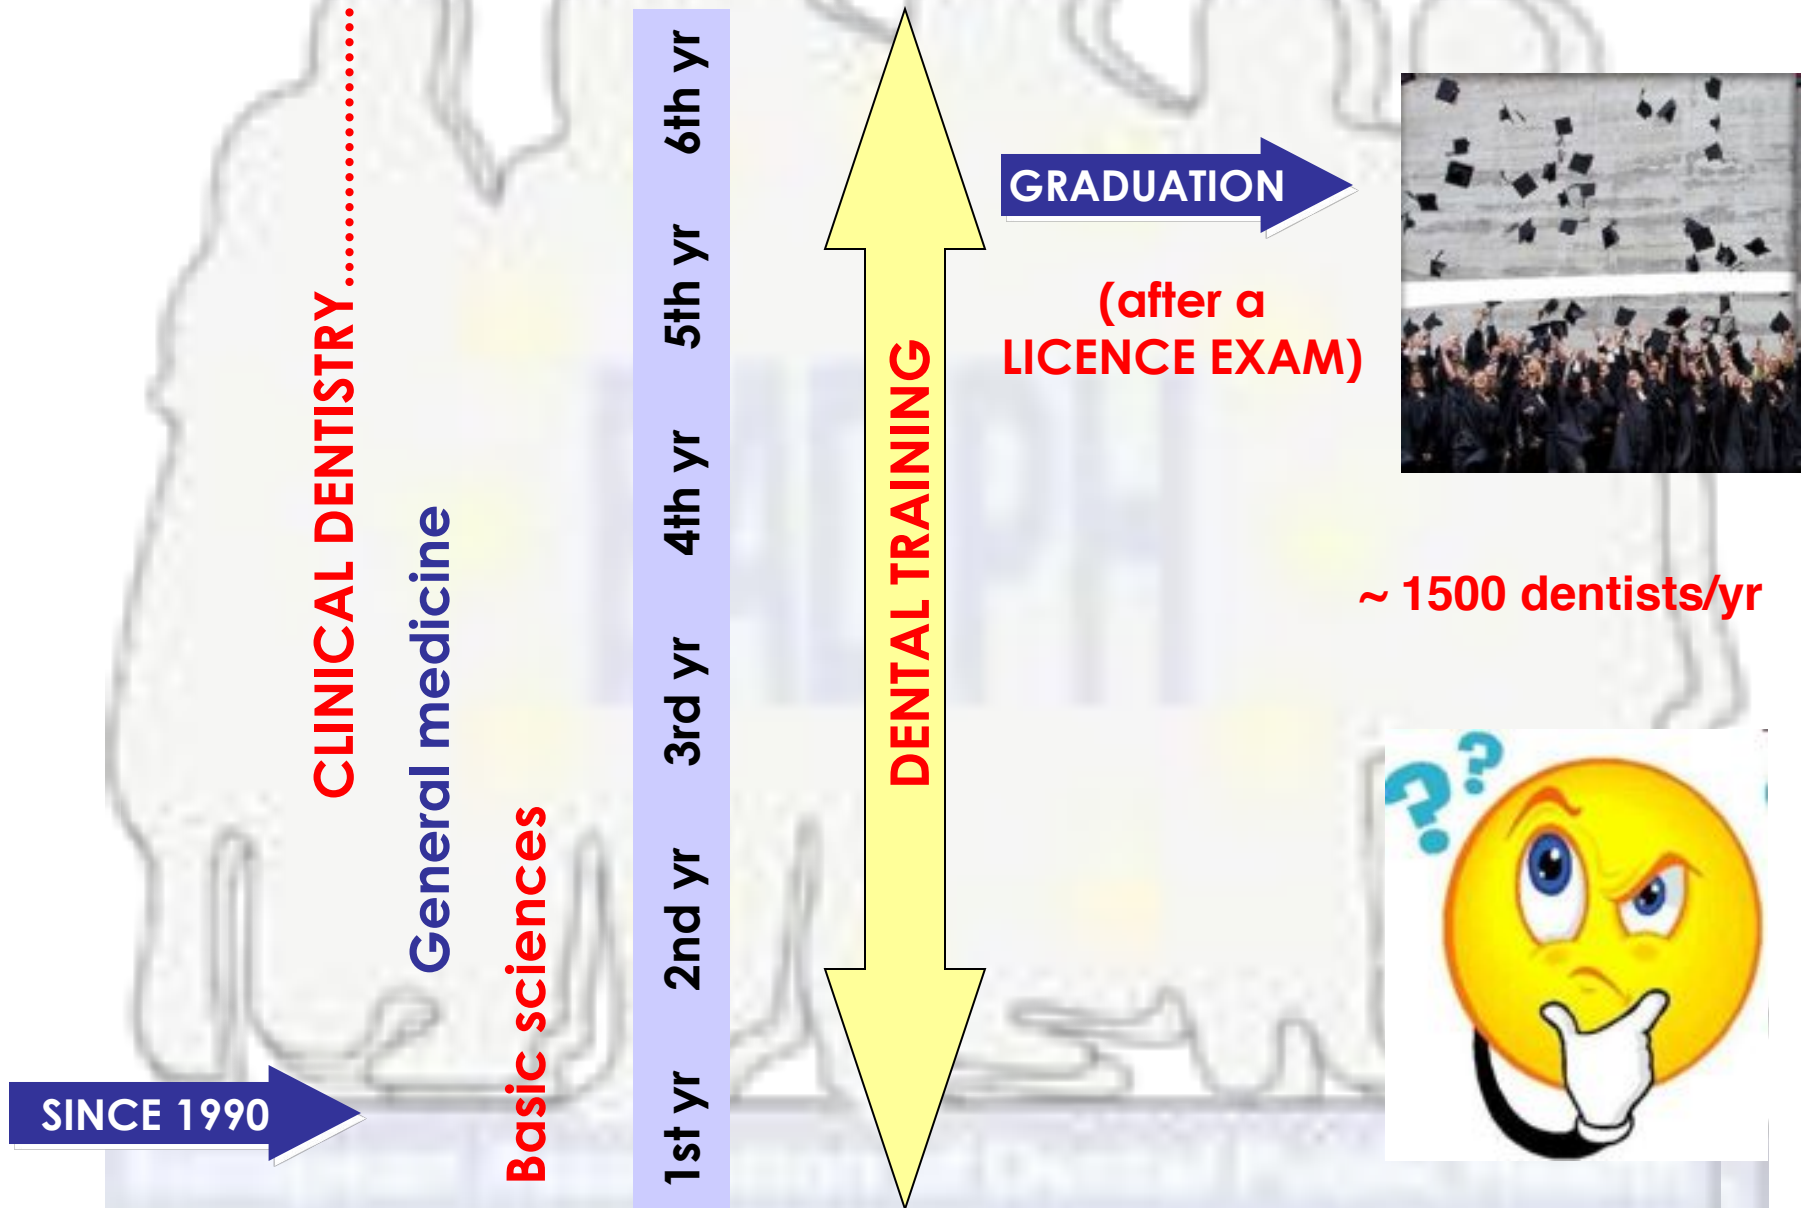 CLINICAL DENTISTRY...................
General medicine
Basic sciences
6th yr
5th yr
4th yr
3rd yr
2nd yr
1st yr
DENTAL TRAINING
GRADUATION
(after a
LICENCE EXAM)
~ 1500 dentists/yr
? ?
SINCE 1990
EADPH